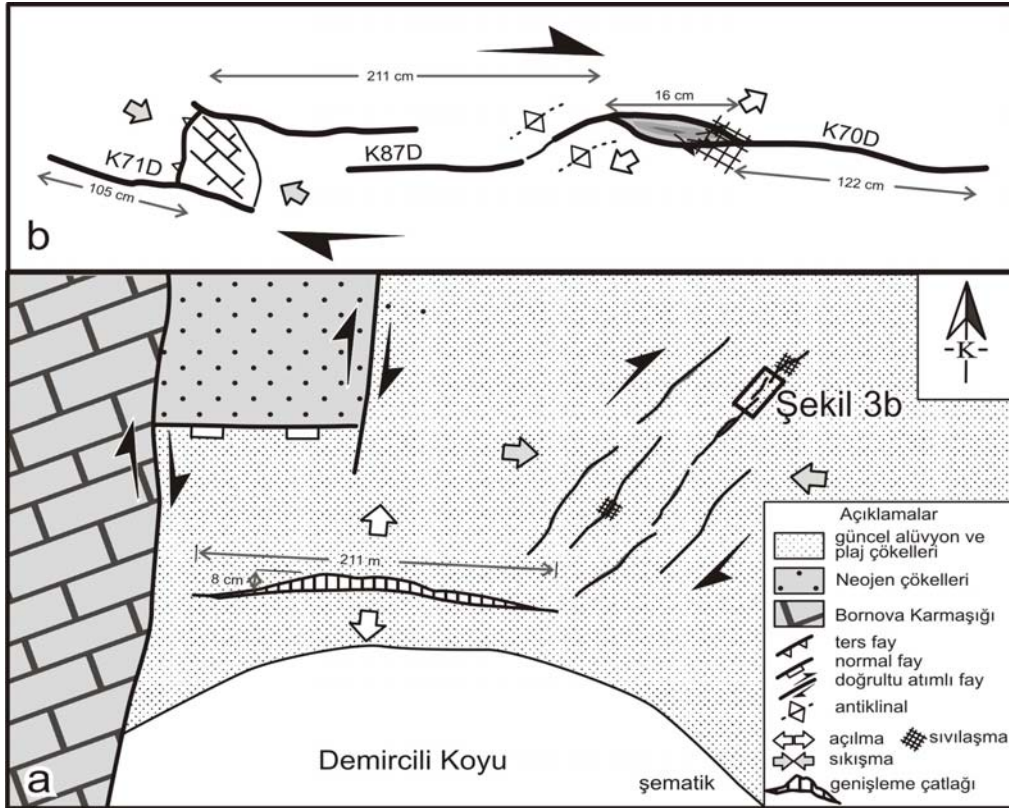 211 cm
16 cm
K71D
K87D
K70D
105 cm
122 cm
b
K
Şekil 3b
211 m
8 cm
Açıklamalar
güncel alüvyon ve
plaj çökelleri
Neojen çökelleri
Bornova Karmaşığı
ters fay
normal fay
doğrultu atımlı fay
antiklinal
açılma
sıvılaşma
sıkışma
genişleme çatlağı
Demircili Koyu
şematik
a